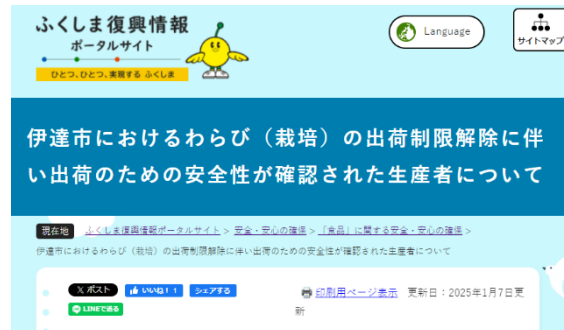 ふくしま復興情報
ポータルサイト
ひとつ、ひとつ、実現する ふくしま
Language
サイトマップ
伊達市におけるわらび（栽培）の出荷制限解除に伴
い出荷のための安全性が確認された生産者について
現在地 ふくしま復興情報ポータルサイト > 安全・安心の確保 > 「食品」に関する安全・安心の確保 >
伊達市におけるわらび（栽培）の出荷制限解除に伴い出荷のための安全性が確認された生産者について
ポスト いいね！ 1 シェアする
LINEで送る
印刷用ページ表示 更新日：2025年1月7日更
新